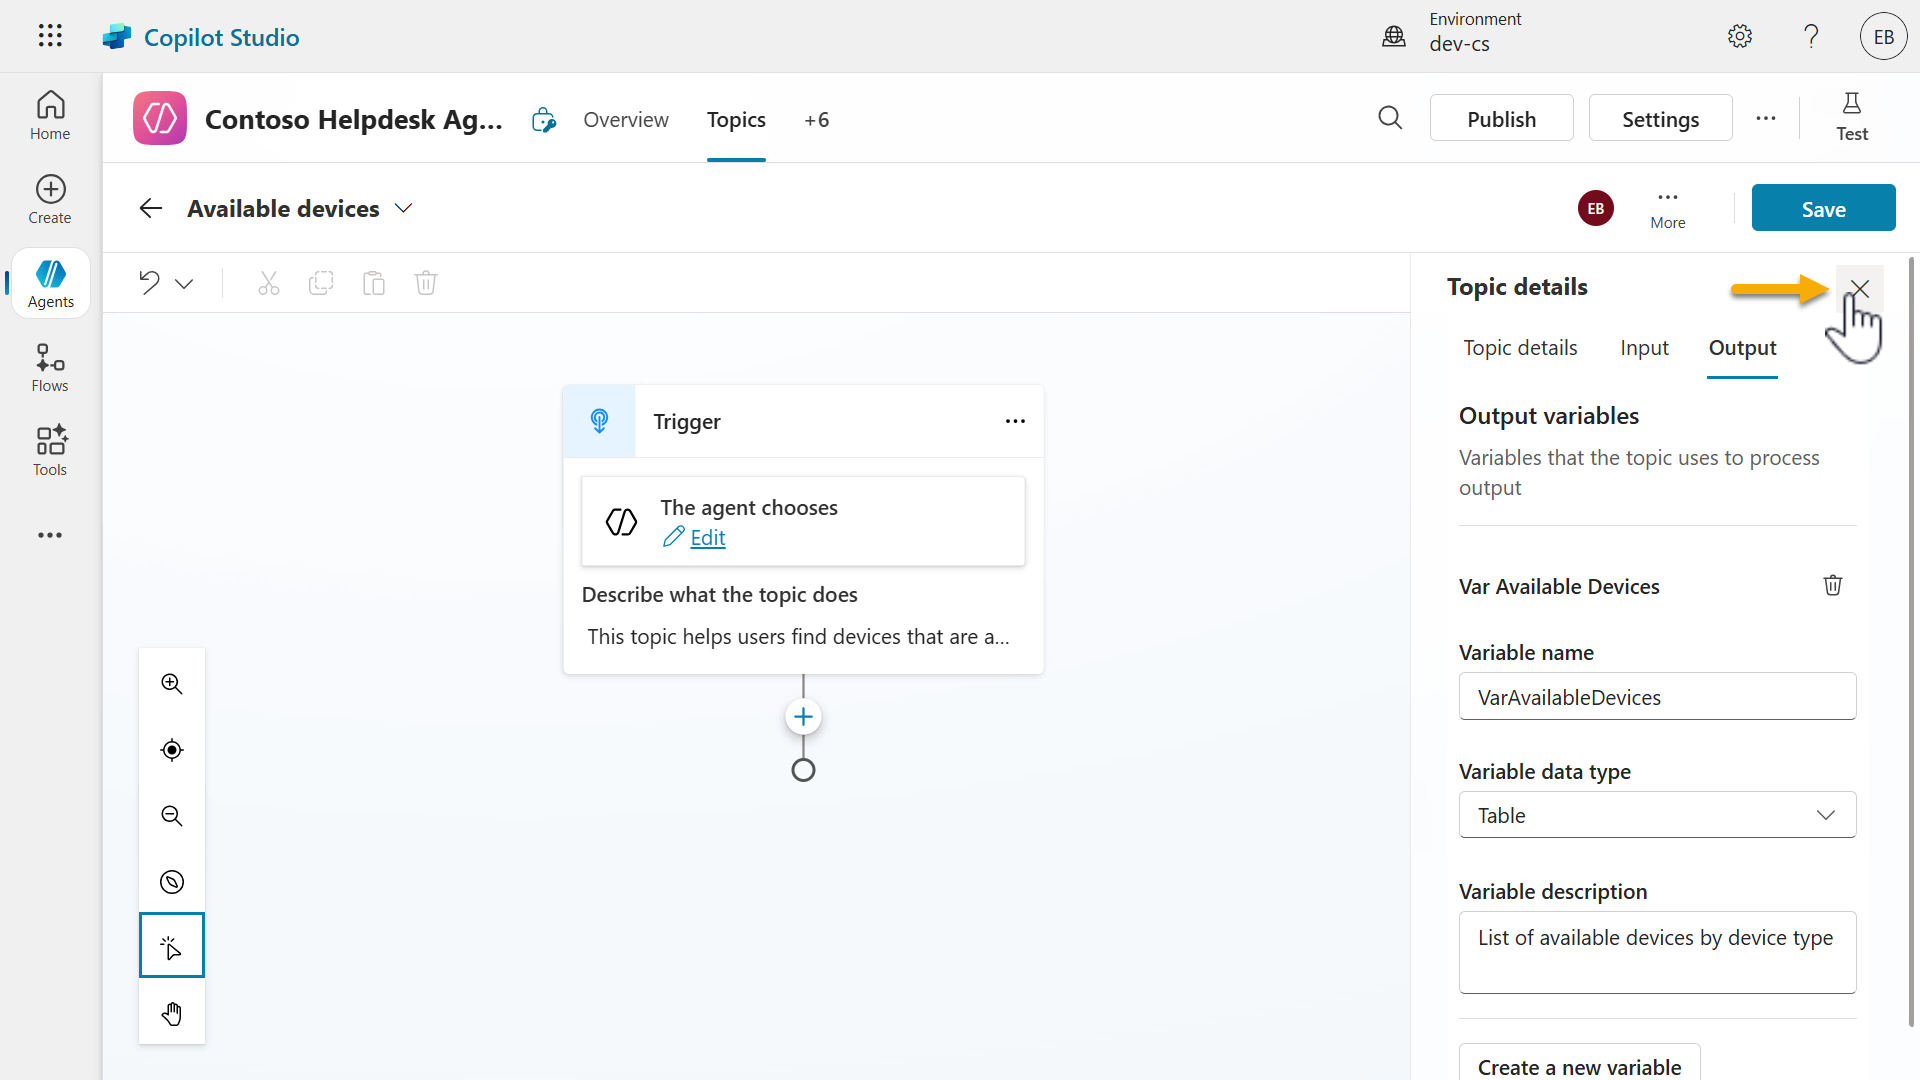 Copilot Studio
Environment
dev-cs
EB
Home
Create
Agents
Flows
Tools
Contoso Helpdesk Ag...
Overview
Topics
+6
Publish
Settings
Test
Available devices
EB
More
Save
Trigger
The agent chooses
Edit
Describe what the topic does
This topic helps users find devices that are a...
Topic details
Topic details
Input
Output
Output variables
Variables that the topic uses to process
output
Var Available Devices
Variable name
VarAvailableDevices
Variable data type
Table
Variable description
List of available devices by device type
Create a new variable